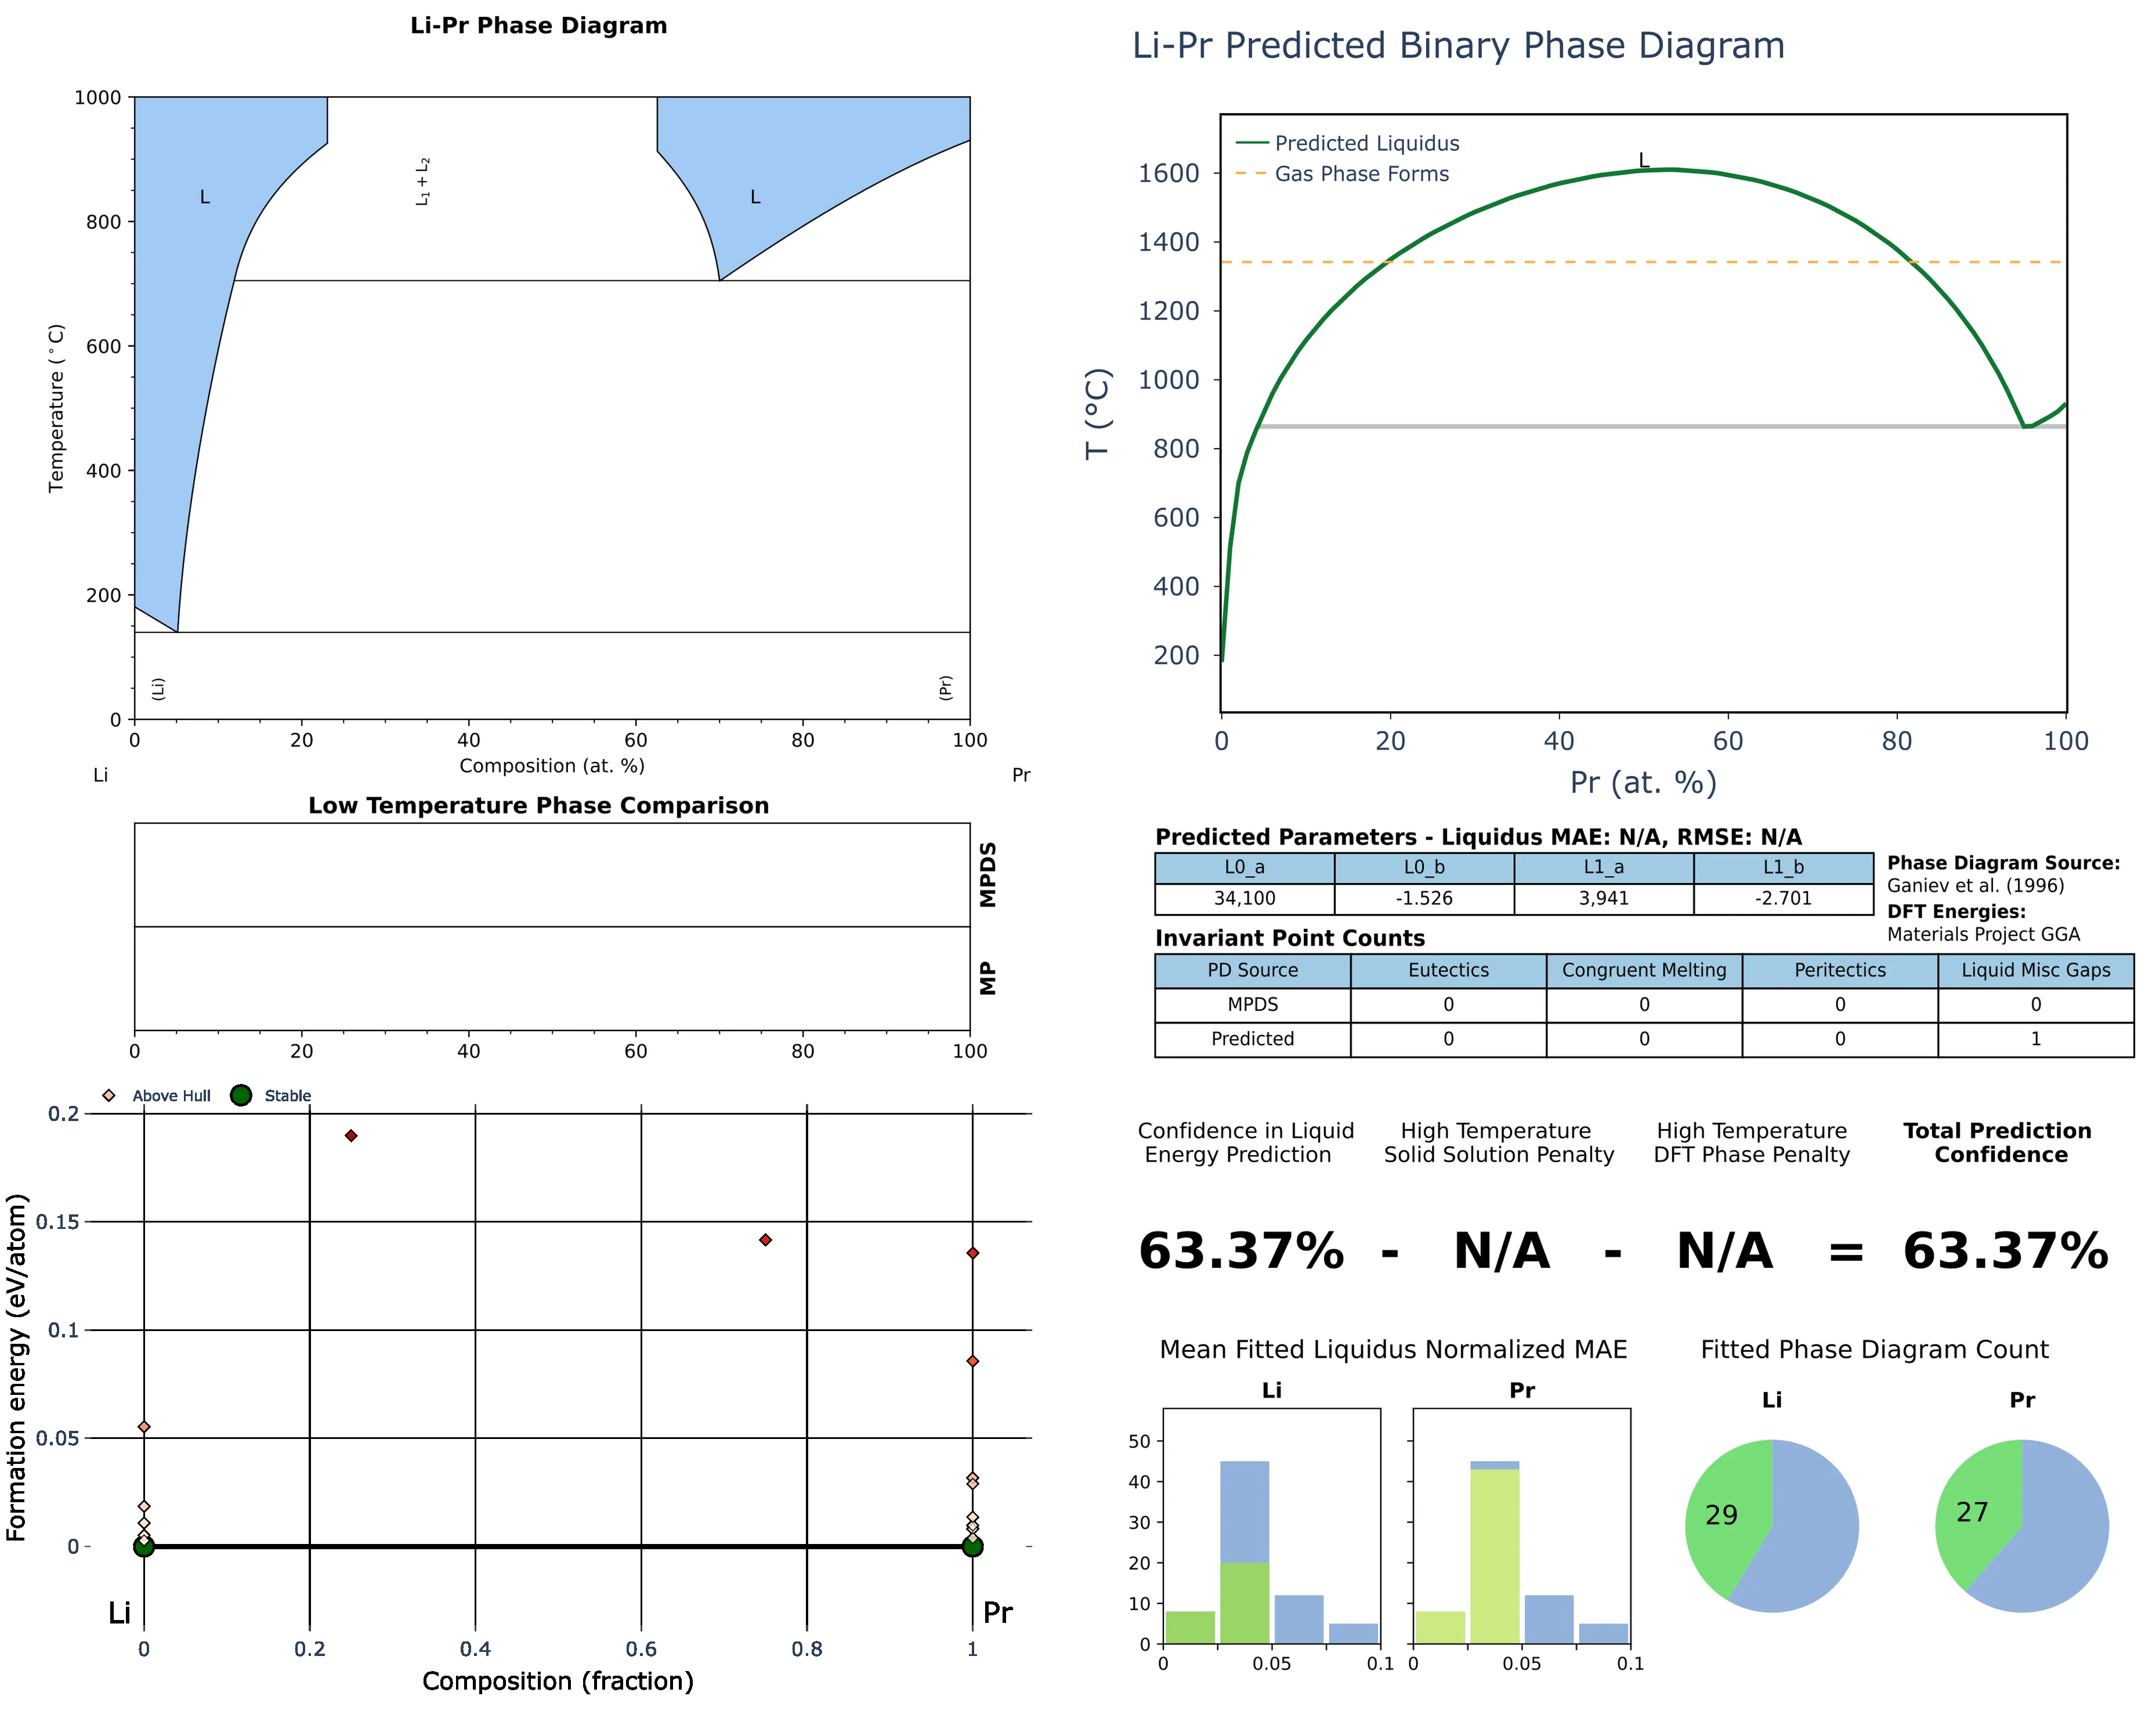 Li-Pr Phase Diagram
1000
800
600
400
200
0
Temperature (°C)
L
L₁ + L₂
L
(Li)
(Pr)
0 20 40 60 80 100
Composition (at. %)
Li Pr
Low Temperature Phase Comparison
MPDS
MP
0 20 40 60 80 100
Above Hull Stable
0.2
0.15
0.1
0.05
0
Formation energy (eV/atom)
Li Pr
0 0.2 0.4 0.6 0.8 1
Composition (fraction)
Li-Pr Predicted Binary Phase Diagram
Predicted Liquidus
Gas Phase Forms
L
1600
1400
1200
1000
800
600
400
200
T (°C)
0 20 40 60 80 100
Pr (at. %)
Predicted Parameters - Liquidus MAE: N/A, RMSE: N/A
L0_a L0_b L1_a L1_b
34,100 -1.526 3,941 -2.701
Phase Diagram Source:
Ganiev et al. (1996)
DFT Energies:
Materials Project GGA
Invariant Point Counts
PD Source Eutectics Congruent Melting Peritectics Liquid Misc Gaps
MPDS 0 0 0 0
Predicted 0 0 0 1
Confidence in Liquid
Energy Prediction
High Temperature
Solid Solution Penalty
High Temperature
DFT Phase Penalty
Total Prediction
Confidence
63.37% - N/A - N/A = 63.37%
Mean Fitted Liquidus Normalized MAE
Li Pr
50
40
30
20
10
0
0 0.05 0.1 0 0.05 0.1
Fitted Phase Diagram Count
Li Pr
29 27